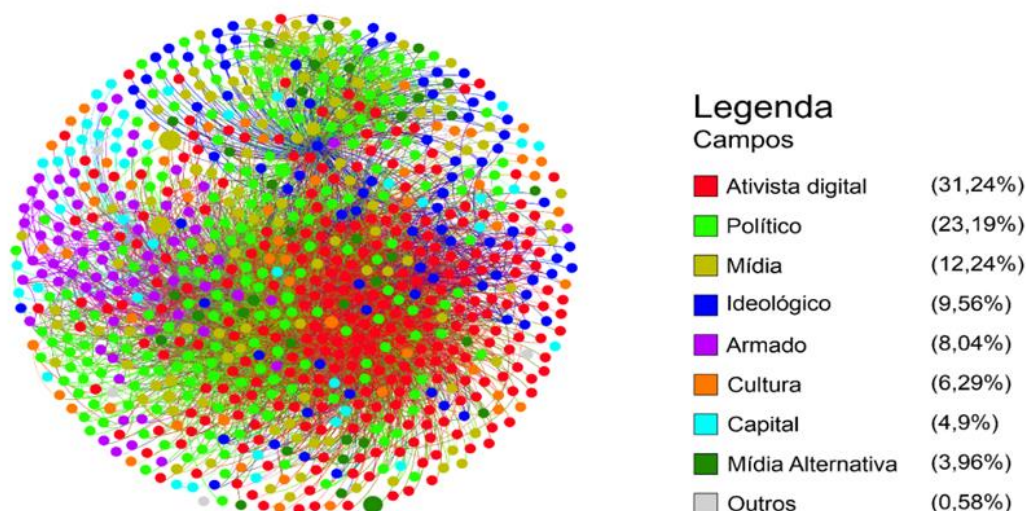 Legenda
Campos
Ativista digital (31,24%)
Político (23,19%)
Mídia (12,24%)
Ideológico (9,56%)
Armado (8,04%)
Cultura (6,29%)
Capital (4,9%)
Mídia Alternativa (3,96%)
Outros (0,58%)